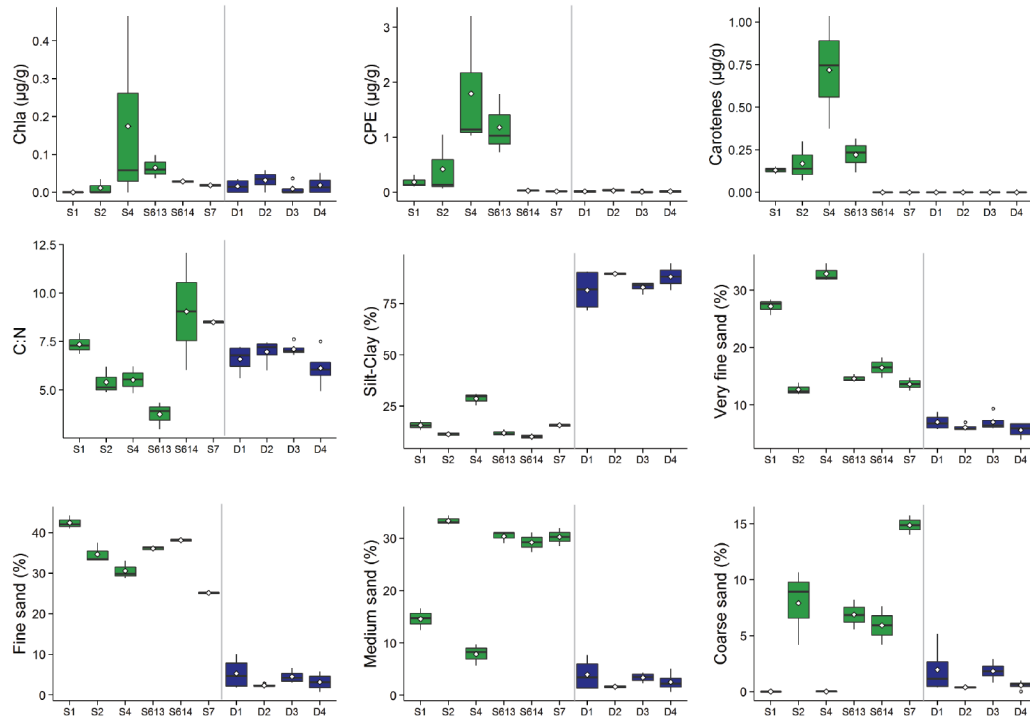 Chla (µg/g)
0.4
0.3
0.2
0.1
0.0
S1 S2 S4 S613 S614 S7 D1 D2 D3 D4
CPE (µg/g)
3
2
1
0
S1 S2 S4 S613 S614 S7 D1 D2 D3 D4
Carotenes (µg/g)
1.00
0.75
0.50
0.25
0.00
S1 S2 S4 S613 S614 S7 D1 D2 D3 D4
C:N
12.5
10.0
7.5
5.0
S1 S2 S4 S613 S614 S7 D1 D2 D3 D4
Silt-Clay (%)
75
50
25
S1 S2 S4 S613 S614 S7 D1 D2 D3 D4
Very fine sand (%)
30
20
10
S1 S2 S4 S613 S614 S7 D1 D2 D3 D4
Fine sand (%)
40
30
20
10
0
S1 S2 S4 S613 S614 S7 D1 D2 D3 D4
Medium sand (%)
30
20
10
0
S1 S2 S4 S613 S614 S7 D1 D2 D3 D4
Coarse sand (%)
15
10
5
0
S1 S2 S4 S613 S614 S7 D1 D2 D3 D4